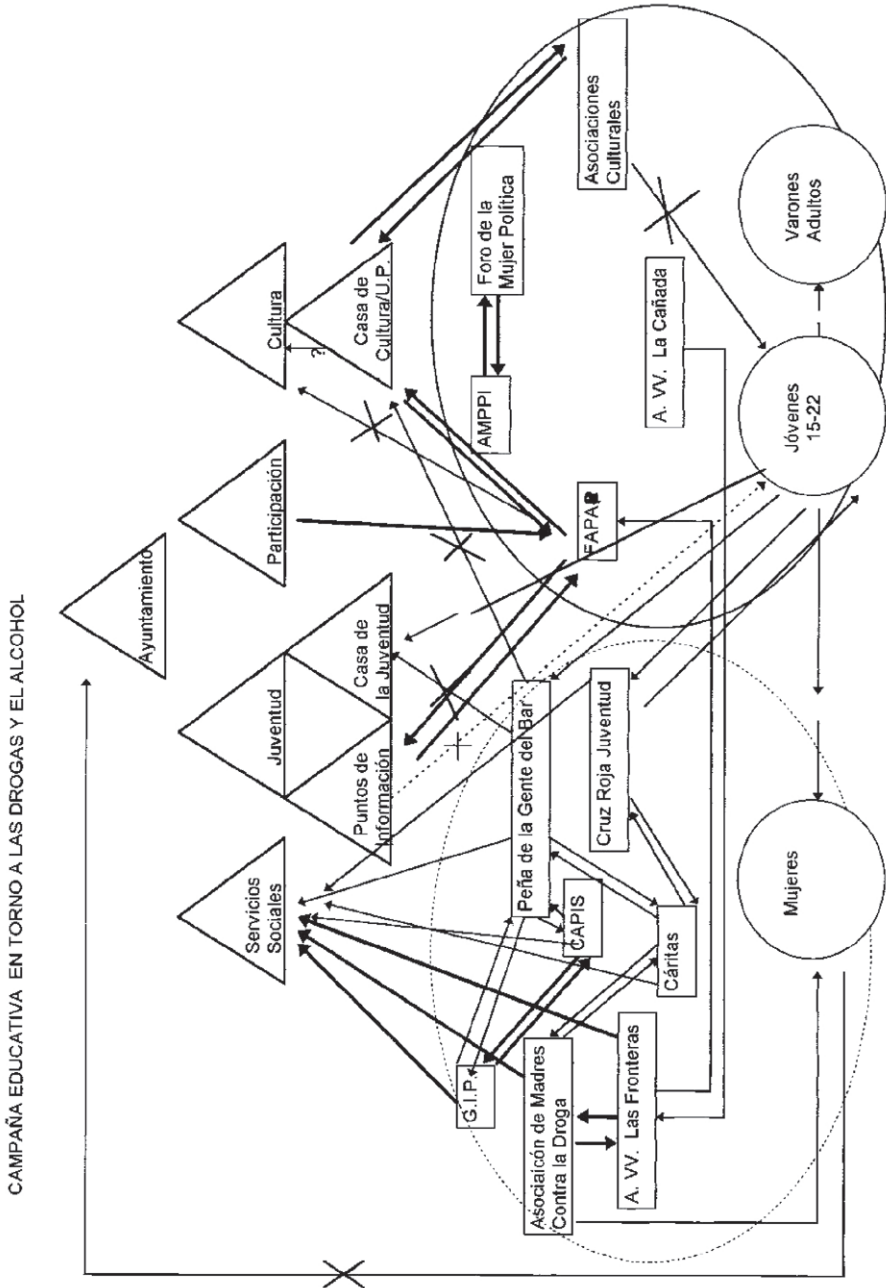 CAMPAÑA EDUCATIVA EN TORNO A LAS DROGAS Y EL ALCOHOL
Ayuntamiento
Servicios
Sociales
Juventud
Puntos de
Información
Casa de
la Juventud
Participación
Cultura
?
Casa de
Cultura/U.P.
G.I.P.
AMPPI
Foro de la
Mujer Política
Peña de la Gente del Bar
Asociaicón de Madres
Contra la Droga
CAPIS
FAPAR
Asociaciones
Culturales
A. VV. Las Fronteras
Cáritas
Cruz Roja Juventud
A. VV. La Cañada
Mujeres
Jóvenes
15-22
Varones
Adultos